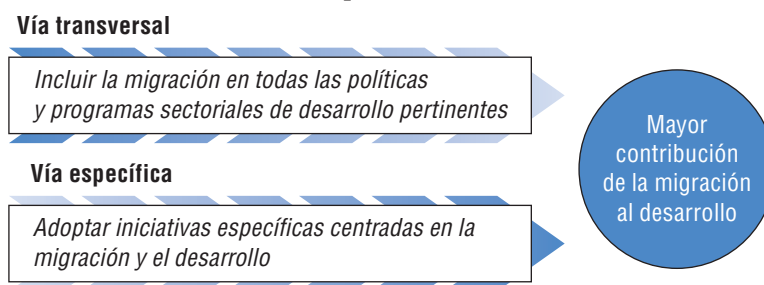 Vía transversal
Incluir la migración en todas las políticas
y programas sectoriales de desarrollo pertinentes
Vía específica
Adoptar iniciativas específicas centradas en la
migración y el desarrollo
Mayor
contribución
de la migración
al desarrollo